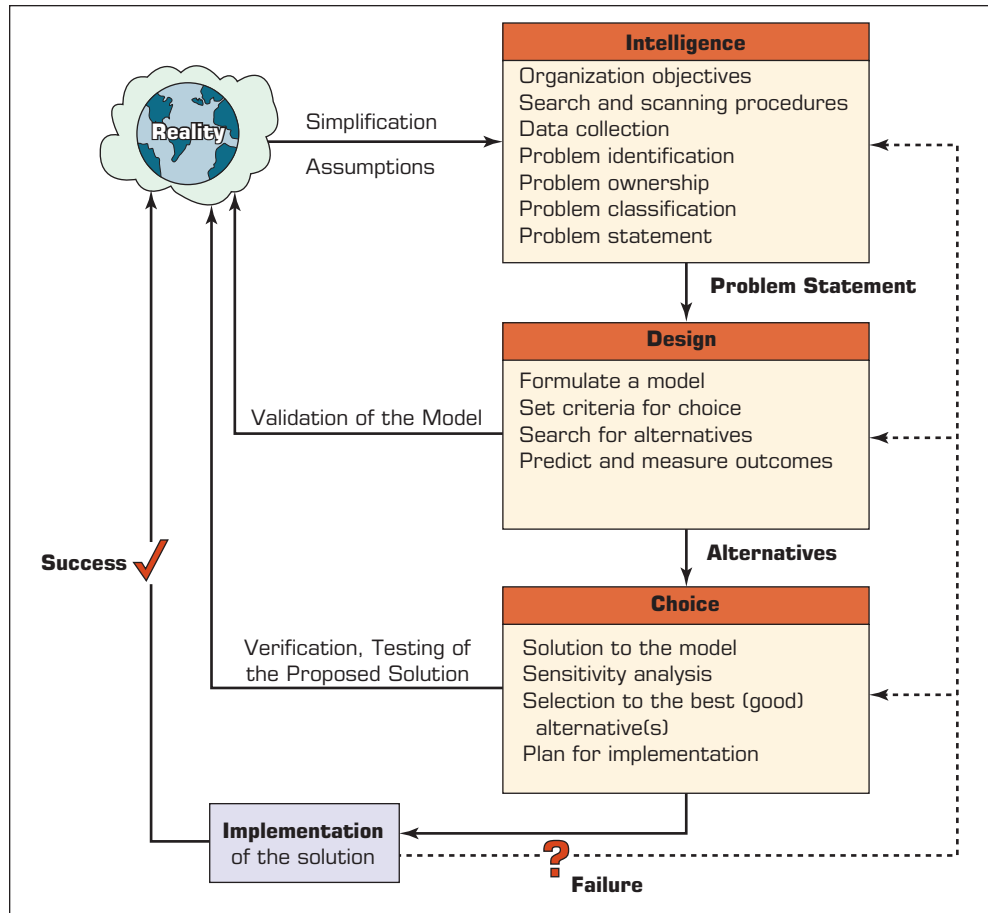 Intelligence
Organization objectives
Search and scanning procedures
Data collection
Problem identification
Problem ownership
Problem classification
Problem statement
Reality
Simplification
Assumptions
Problem Statement
Design
Formulate a model
Set criteria for choice
Search for alternatives
Predict and measure outcomes
Validation of the Model
Alternatives
Success
Choice
Solution to the model
Sensitivity analysis
Selection to the best (good)
alternative(s)
Plan for implementation
Verification, Testing of
the Proposed Solution
Implementation
of the solution
?
Failure